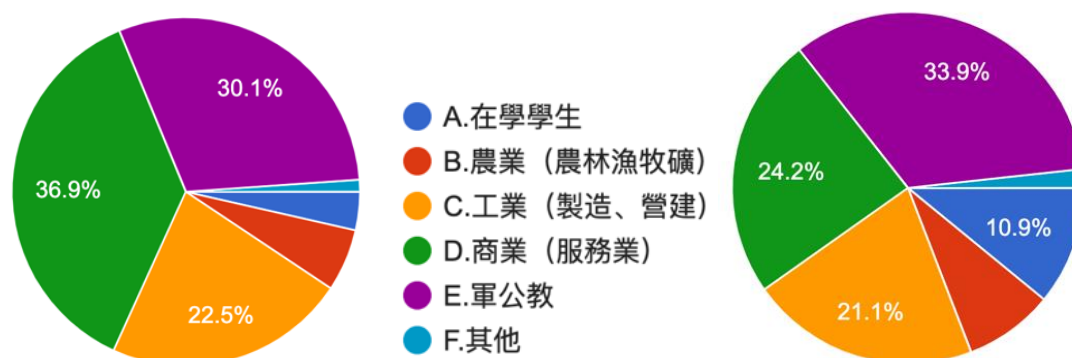 30.1%
36.9%
22.5%
A.在學學生
B.農業（農林漁牧礦）
C.工業（製造、營建）
D.商業（服務業）
E.軍公教
F.其他
33.9%
24.2%
10.9%
21.1%